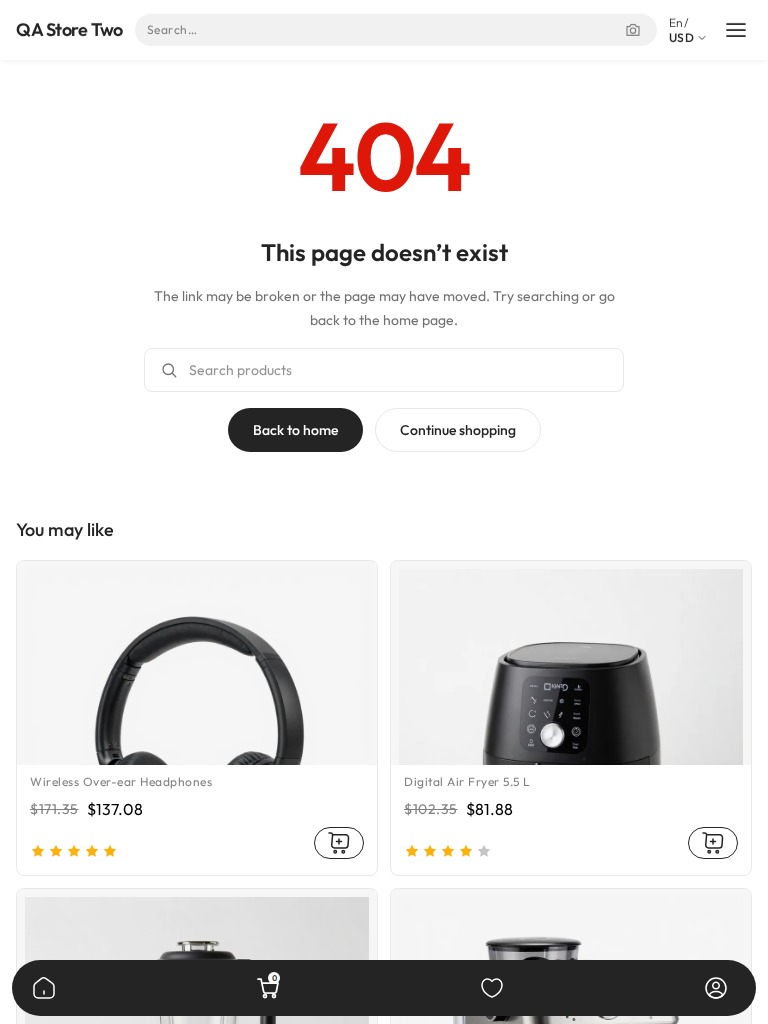 QA Store Two
Search...
En/
USD
404
This page doesn’t exist
The link may be broken or the page may have moved. Try searching or go
back to the home page.
Search products
Back to home
Continue shopping
You may like
Wireless Over-ear Headphones
$171.35 $137.08
Digital Air Fryer 5.5 L
$102.35 $81.88
0